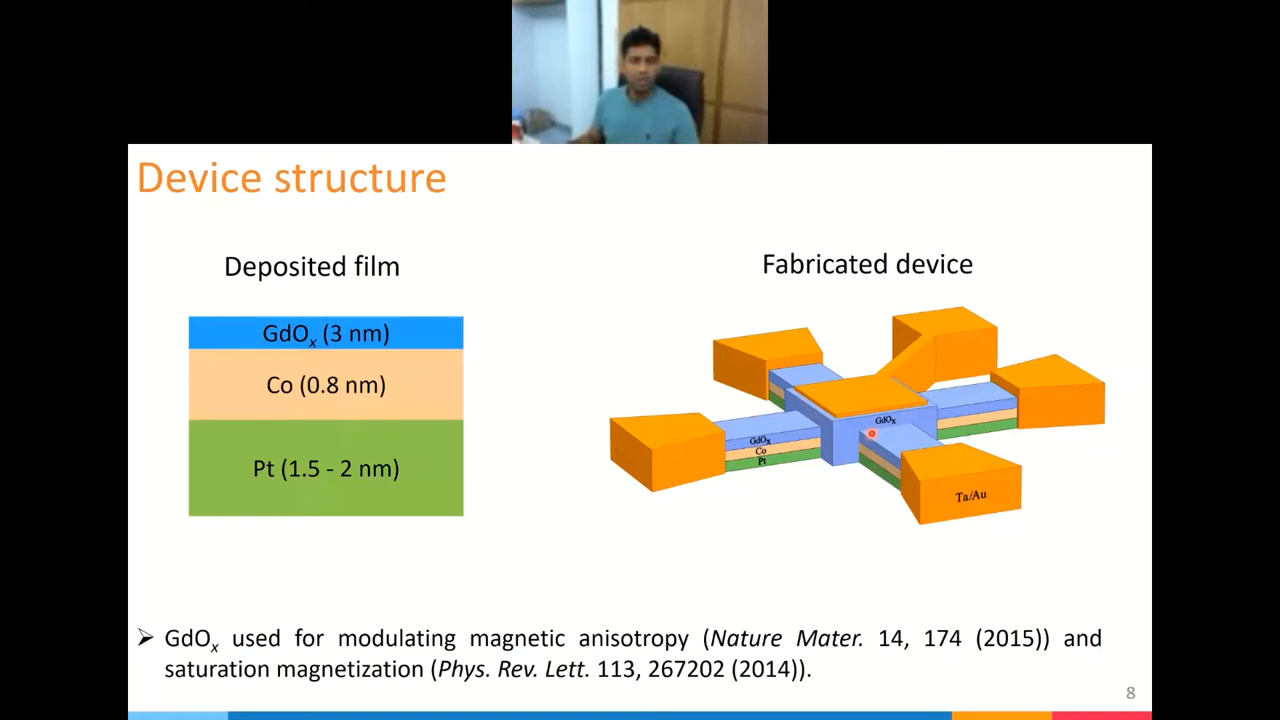 Device structure
Deposited film
GdOx (3 nm)
Co (0.8 nm)
Pt (1.5 - 2 nm)
Fabricated device
GdOx
GdOx
Co
Pt
Ta/Au
➢ GdOx used for modulating magnetic anisotropy (Nature Mater. 14, 174 (2015)) and
saturation magnetization (Phys. Rev. Lett. 113, 267202 (2014)).
8